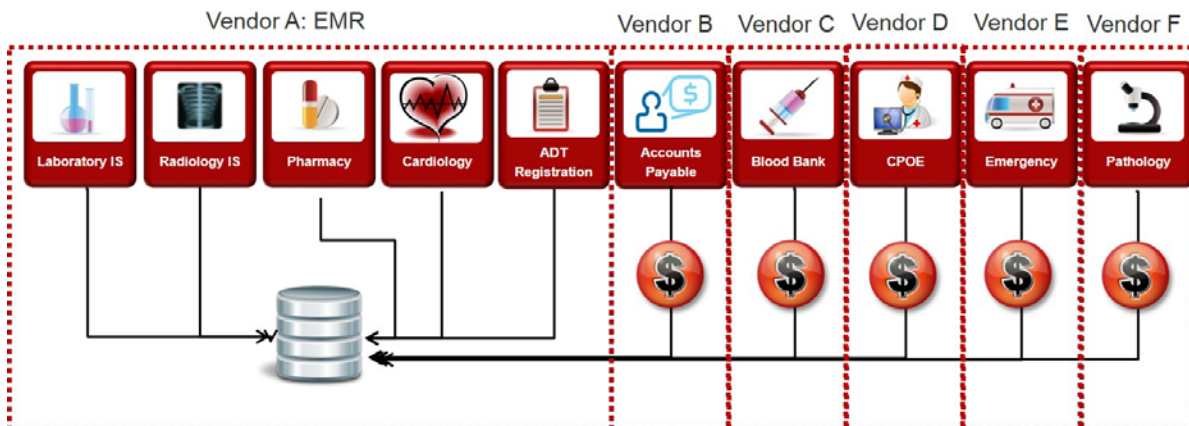 Vendor A: EMR
Vendor B
Vendor C
Vendor D
Vendor E
Vendor F
Laboratory IS
Radiology IS
Pharmacy
Cardiology
ADT
Registration
$
Accounts
Payable
Blood Bank
CPOE
Emergency
Pathology
$
$
$
$
$